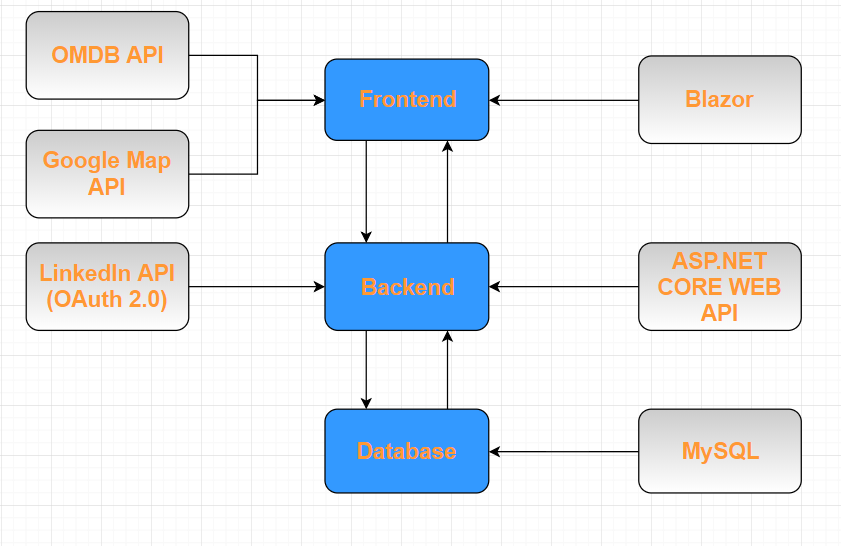 OMDB API
Frontend
Blazor
Google Map
API
LinkedIn API
(OAuth 2.0)
Backend
ASP.NET
CORE WEB
API
Database
MySQL